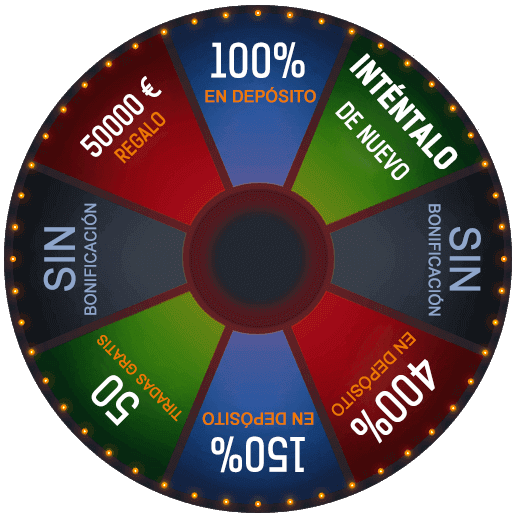 100%
EN DEPÓSITO
INTÉNTALO
DE NUEVO
SIN
BONIFICACIÓN
400%
EN DEPÓSITO
150%
EN DEPÓSITO
50
TIRADAS GRATIS
SIN
BONIFICACIÓN
50000 €
REGALO